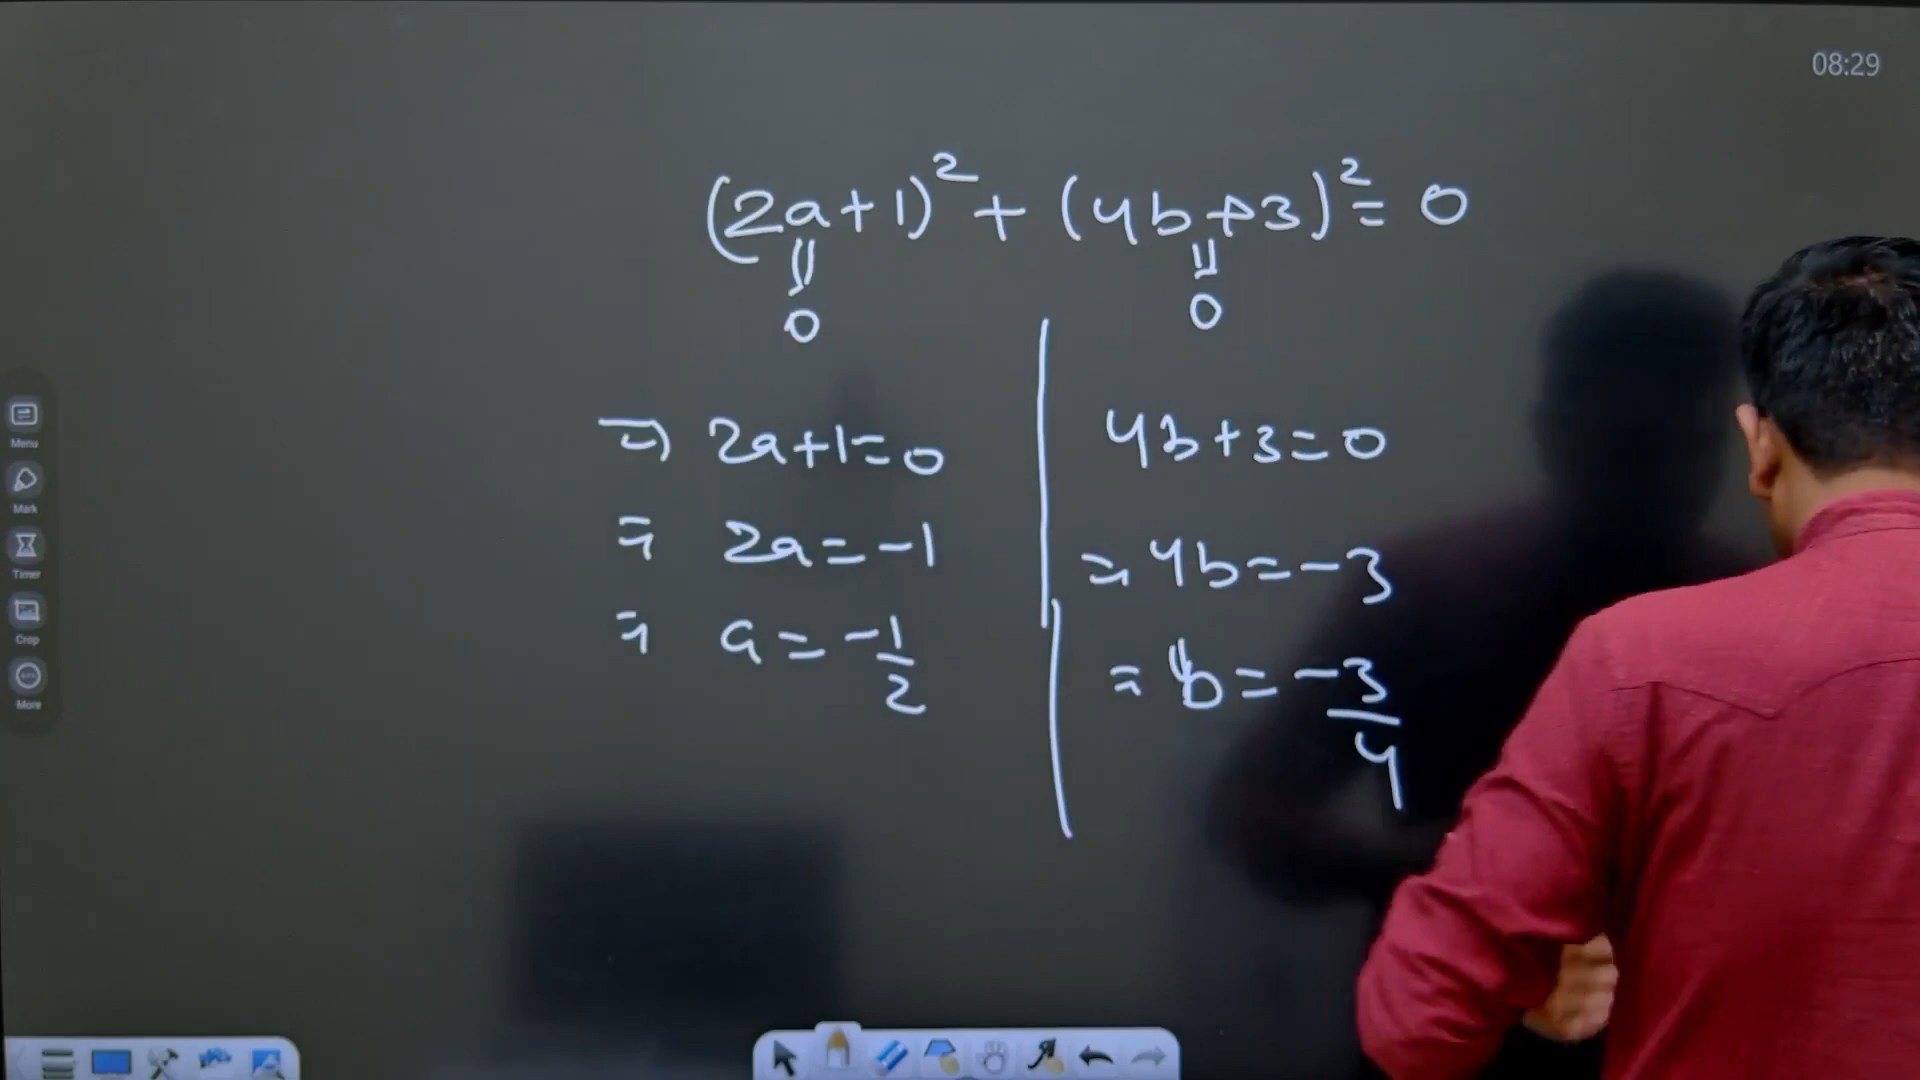 08:29
(2a+1)² + (4b+3)² = 0
|| ||
0 0
⇒ 2a+1=0
⇒ 2a=-1
⇒ a=-1/2
4b+3=0
⇒ 4b=-3
⇒ b=-3/4
Menu
Mark
Timer
Crop
More